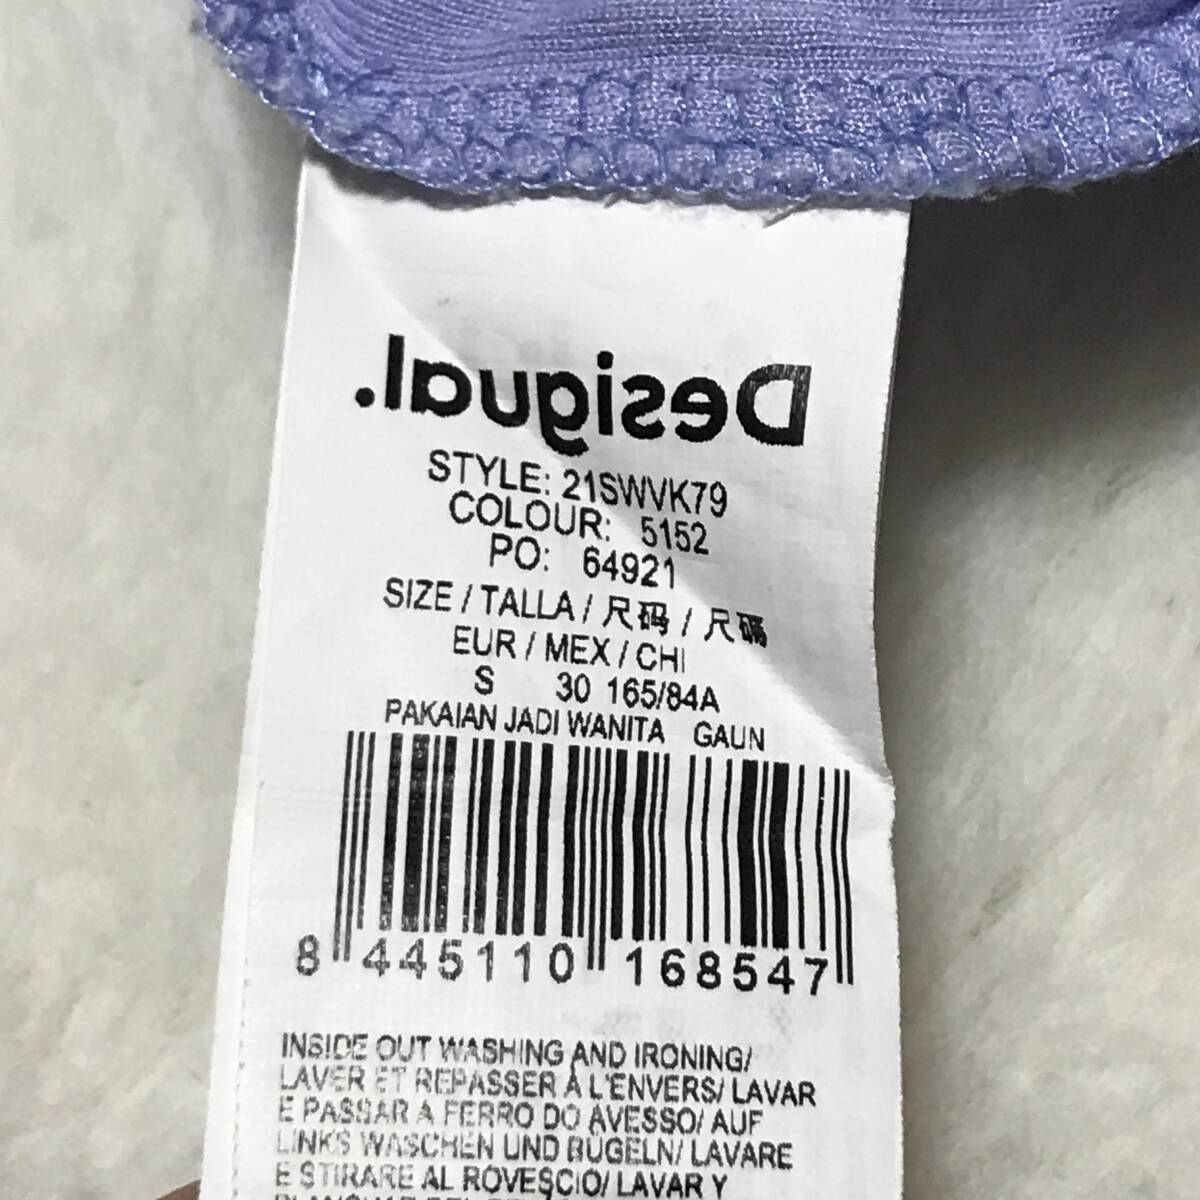 Desigual.
STYLE: 21SWVK79
COLOUR: 5152
PO: 64921
SIZE / TALLA / 尺码 / 尺碼
EUR / MEX / CHI
S 30 165/84A
PAKAIAN JADI WANITA GAUN
8 445110 168547
INSIDE OUT WASHING AND IRONING/
LAVER ET REPASSER À L'ENVERS/ LAVAR
E PASSAR A FERRO DO AVESSO/ AUF
LINKS WASCHEN UND BÜGELN/ LAVARE
E STIRARE AL ROVESCIO/ LAVAR Y